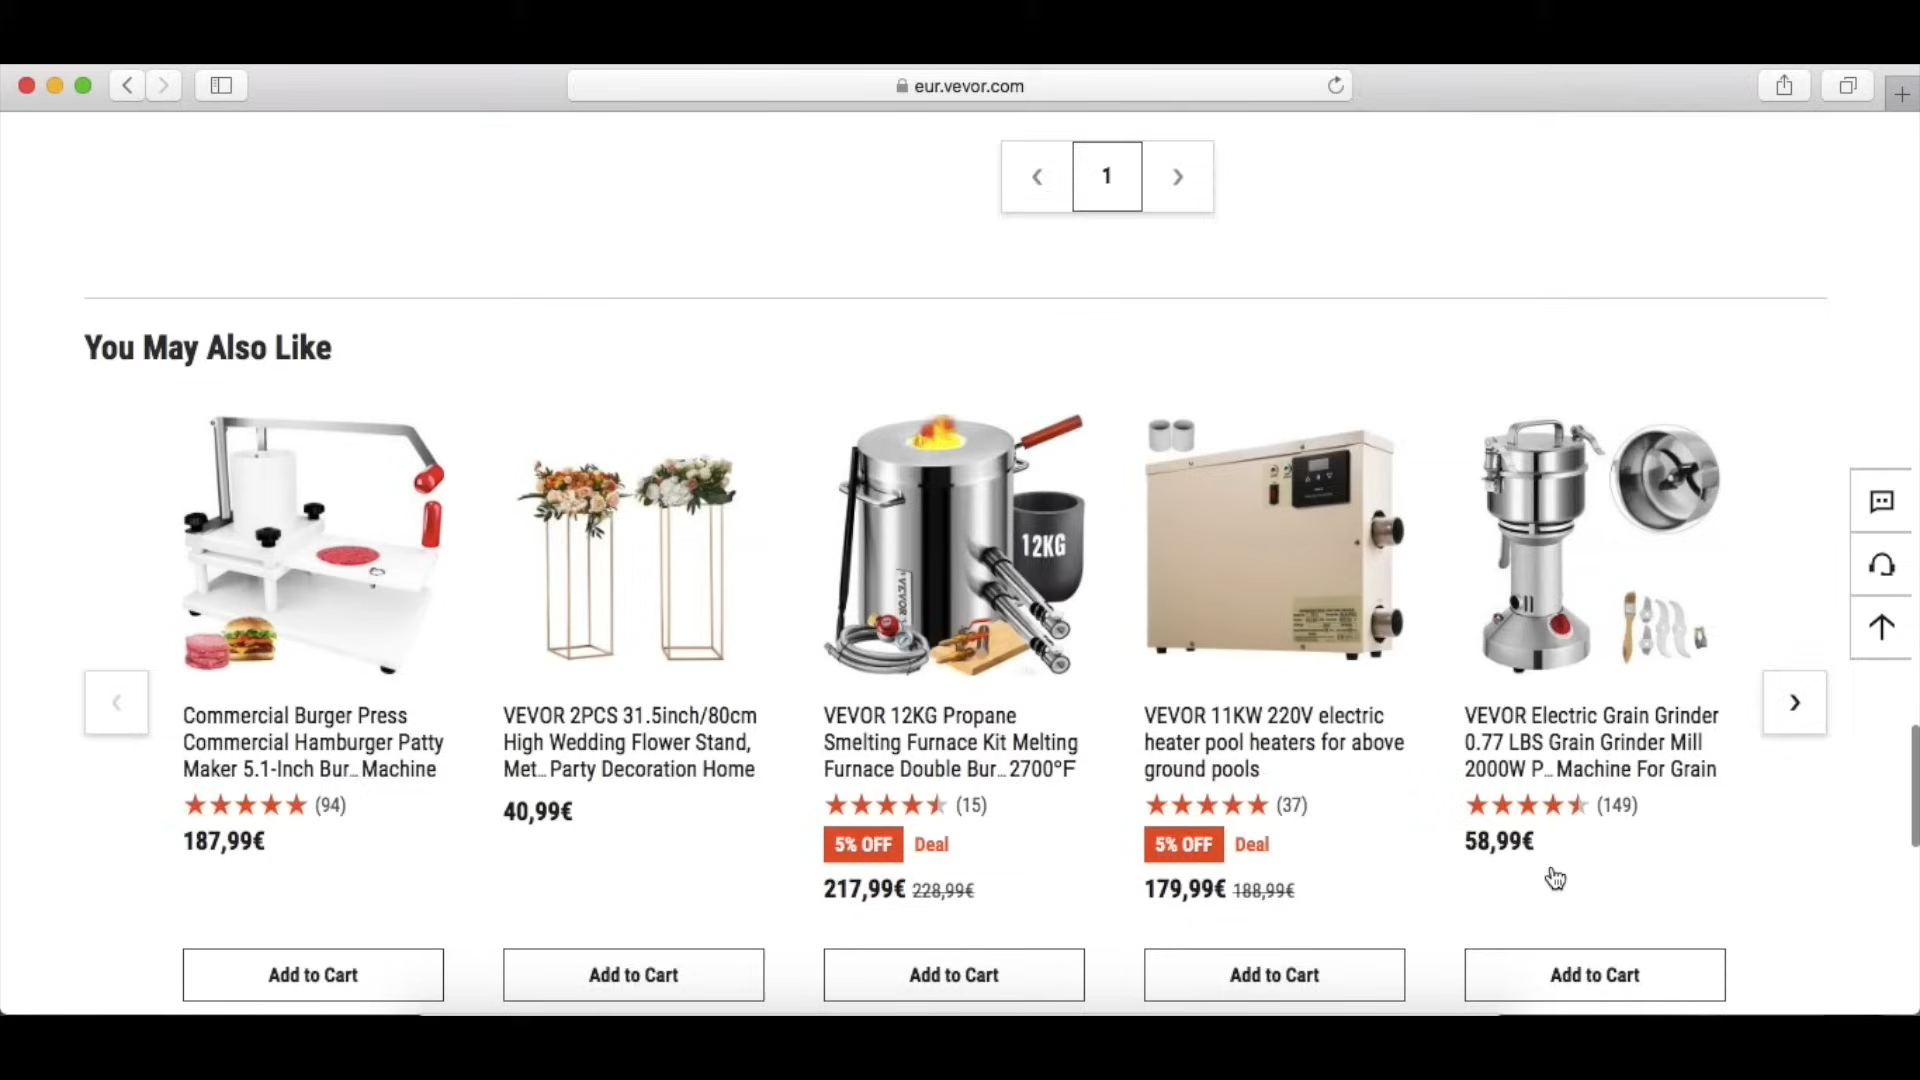 eur.vevor.com
1
You May Also Like
12KG
VEVOR
Commercial Burger Press
Commercial Hamburger Patty
Maker 5.1-Inch Bur... Machine
(94)
187,99€
VEVOR 2PCS 31.5inch/80cm
High Wedding Flower Stand,
Met... Party Decoration Home
40,99€
VEVOR 12KG Propane
Smelting Furnace Kit Melting
Furnace Double Bur... 2700°F
(15)
5% OFF Deal
217,99€ 228,99€
VEVOR 11KW 220V electric
heater pool heaters for above
ground pools
(37)
5% OFF Deal
179,99€ 188,99€
VEVOR Electric Grain Grinder
0.77 LBS Grain Grinder Mill
2000W P... Machine For Grain
(149)
58,99€
Add to Cart
Add to Cart
Add to Cart
Add to Cart
Add to Cart